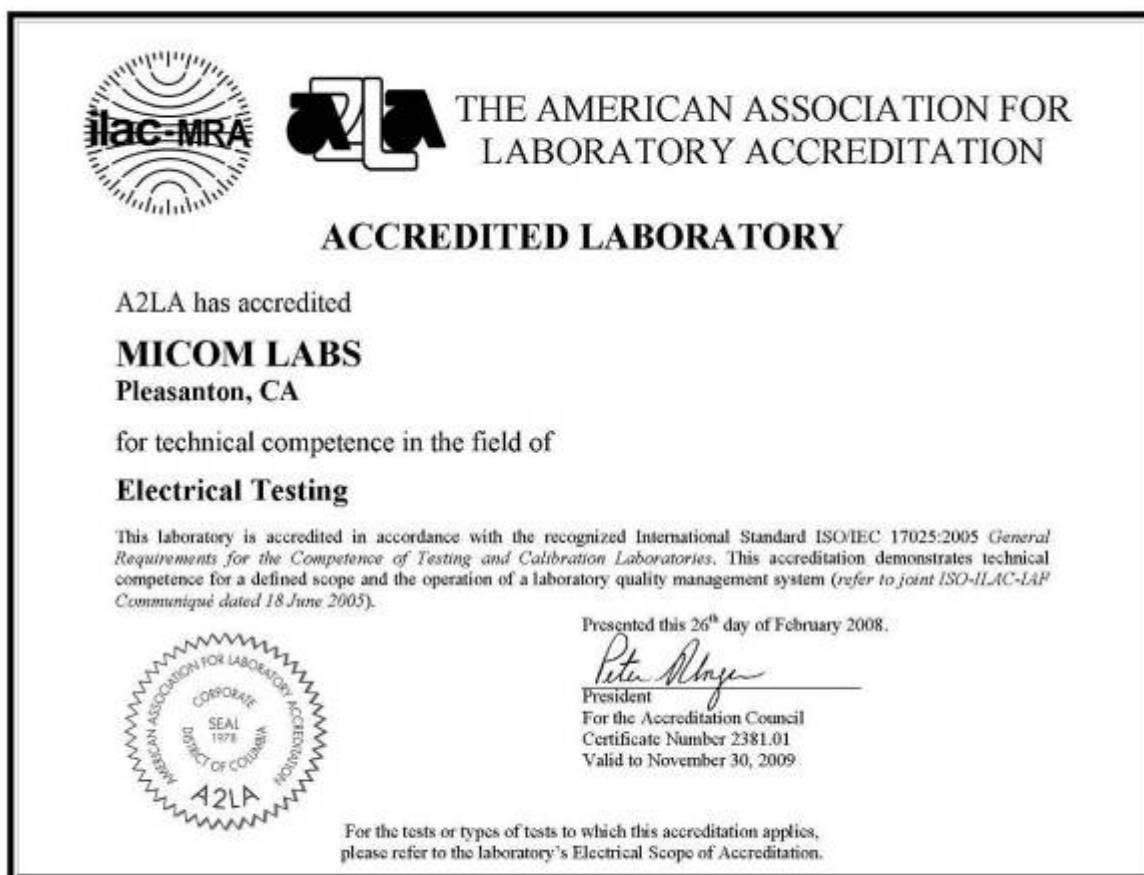 ilac-MRA
A2LA
THE AMERICAN ASSOCIATION FOR
LABORATORY ACCREDITATION
ACCREDITED LABORATORY
A2LA has accredited
MICOM LABS
Pleasanton, CA
for technical competence in the field of
Electrical Testing
This laboratory is accredited in accordance with the recognized International Standard ISO/IEC 17025:2005 General
Requirements for the Competence of Testing and Calibration Laboratories. This accreditation demonstrates technical
competence for a defined scope and the operation of a laboratory quality management system (refer to joint ISO-ILAC-IAF
Communiqué dated 18 June 2005).
Presented this 26th day of February 2008.
President
For the Accreditation Council
Certificate Number 2381.01
Valid to November 30, 2009
AMERICAN ASSOCIATION FOR LABORATORY ACCREDITATION
CORPORATE
SEAL
1978
DISTRICT OF COLUMBIA
A2LA
For the tests or types of tests to which this accreditation applies,
please refer to the laboratory's Electrical Scope of Accreditation.